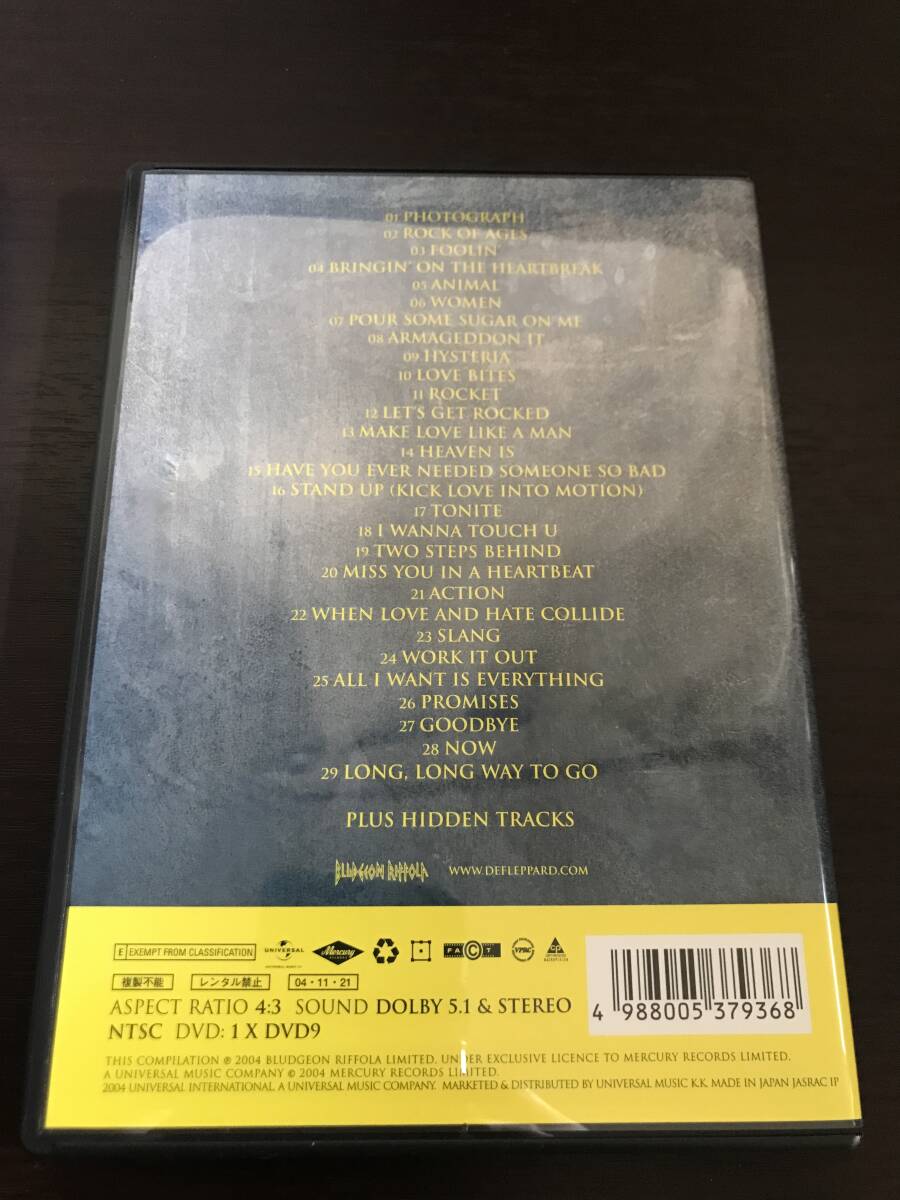 01 PHOTOGRAPH
02 ROCK OF AGES
03 FOOLIN'
04 BRINGIN' ON THE HEARTBREAK
05 ANIMAL
06 WOMEN
07 POUR SOME SUGAR ON ME
08 ARMAGEDDON IT
09 HYSTERIA
10 LOVE BITES
11 ROCKET
12 LET'S GET ROCKED
13 MAKE LOVE LIKE A MAN
14 HEAVEN IS
15 HAVE YOU EVER NEEDED SOMEONE SO BAD
16 STAND UP (KICK LOVE INTO MOTION)
17 TONITE
18 I WANNA TOUCH U
19 TWO STEPS BEHIND
20 MISS YOU IN A HEARTBEAT
21 ACTION
22 WHEN LOVE AND HATE COLLIDE
23 SLANG
24 WORK IT OUT
25 ALL I WANT IS EVERYTHING
26 PROMISES
27 GOODBYE
28 NOW
29 LONG, LONG WAY TO GO
PLUS HIDDEN TRACKS
BLUDGEON RIFFOLA WWW.DEFLEPPARD.COM
E EXEMPT FROM CLASSIFICATION UNIVERSAL Mercury FACT
複製不能 レンタル禁止 04・11・21
ASPECT RATIO 4:3 SOUND DOLBY 5.1 & STEREO
NTSC DVD: 1 X DVD9
4 988005 379368
THIS COMPILATION ℗ 2004 BLUDGEON RIFFOLA LIMITED. UNDER EXCLUSIVE LICENCE TO MERCURY RECORDS LIMITED.
A UNIVERSAL MUSIC COMPANY © 2004 MERCURY RECORDS LIMITED.
2004 UNIVERSAL INTERNATIONAL, A UNIVERSAL MUSIC COMPANY. MARKETED & DISTRIBUTED BY UNIVERSAL MUSIC K.K. MADE IN JAPAN JASRAC IP